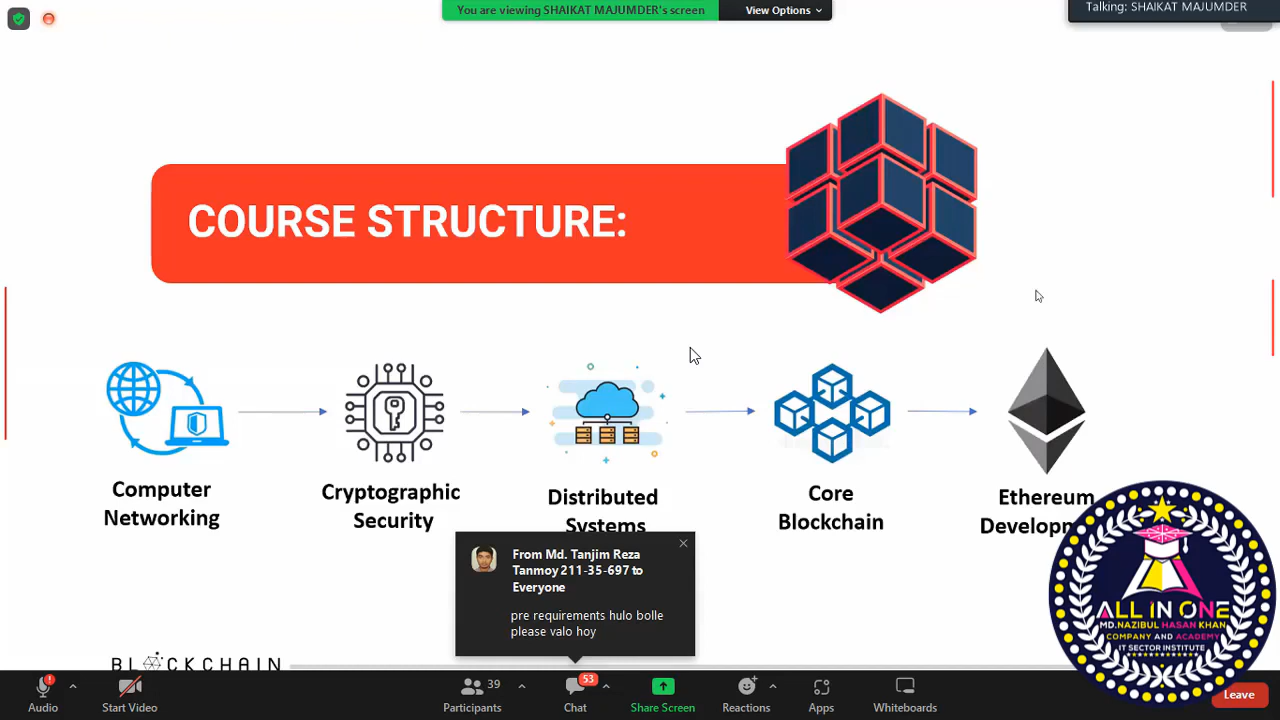 You are viewing SHAIKAT MAJUMDER's screen
View Options
Talking: SHAIKAT MAJUMDER
COURSE STRUCTURE:
Computer
Networking
Cryptographic
Security
Distributed
Systems
Core
Blockchain
Ethereum
From Md. Tanjim Reza
Tanmoy 211-35-697 to
Everyone
pre requirements hulo bolle
please valo hoy
ALL IN ONE
MD.NAZIBUL HASAN KHAN
COMPANY AND ACADEMY
IT SECTOR INSTITUTE
BLOCKCHAIN
Audio
Start Video
39
Participants
53
Chat
Share Screen
Reactions
Apps
Whiteboards
Leave